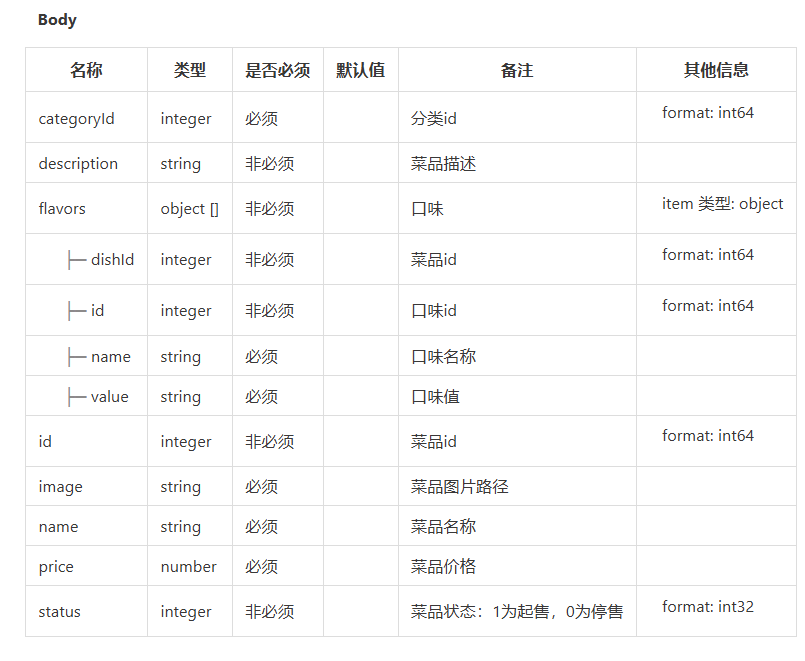 Body
名称 类型 是否必须 默认值 备注 其他信息
categoryId integer 必须 分类id format: int64
description string 非必须 菜品描述
flavors object [] 非必须 口味 item 类型: object
├─ dishId integer 非必须 菜品id format: int64
├─ id integer 非必须 口味id format: int64
├─ name string 必须 口味名称
├─ value string 必须 口味值
id integer 非必须 菜品id format: int64
image string 必须 菜品图片路径
name string 必须 菜品名称
price number 必须 菜品价格
status integer 非必须 菜品状态：1为起售，0为停售 format: int32